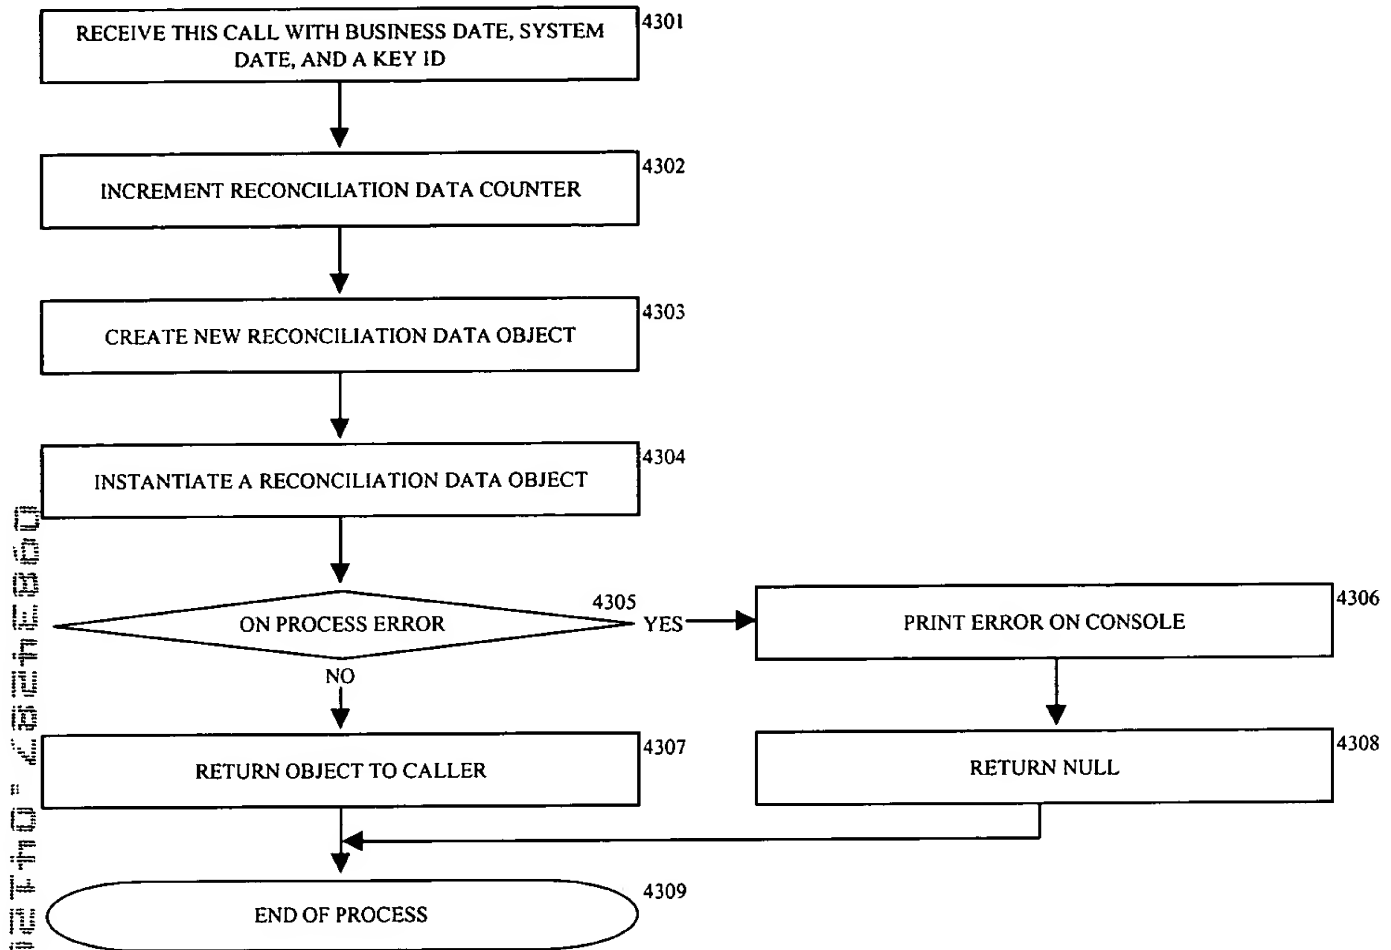 RECEIVE THIS CALL WITH BUSINESS DATE, SYSTEM
DATE, AND A KEY ID
4301
INCREMENT RECONCILIATION DATA COUNTER
4302
CREATE NEW RECONCILIATION DATA OBJECT
4303
INSTANTIATE A RECONCILIATION DATA OBJECT
4304
ON PROCESS ERROR
4305
YES
PRINT ERROR ON CONSOLE
4306
NO
RETURN OBJECT TO CALLER
4307
RETURN NULL
4308
END OF PROCESS
4309